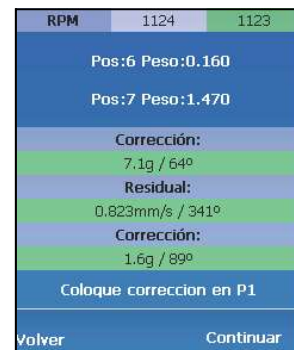 RPM 1124 1123
Pos:6 Peso:0.160
Pos:7 Peso:1.470
Corrección:
7.1g / 64º
Residual:
0.823mm/s / 341º
Corrección:
1.6g / 89º
Coloque correccion en P1
Volver Continuar